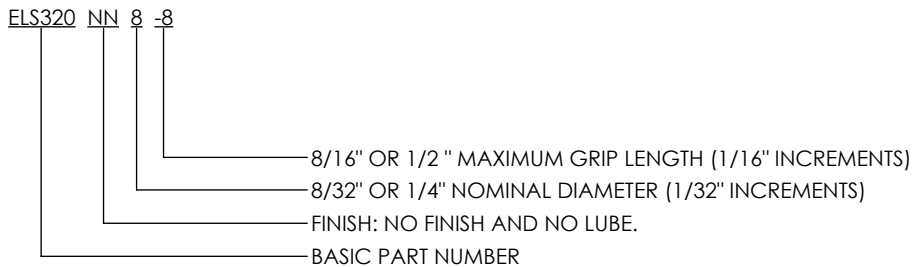 ELS320 NN 8 -8
8/16" OR 1/2 " MAXIMUM GRIP LENGTH (1/16" INCREMENTS)
8/32" OR 1/4" NOMINAL DIAMETER (1/32" INCREMENTS)
FINISH: NO FINISH AND NO LUBE.
BASIC PART NUMBER